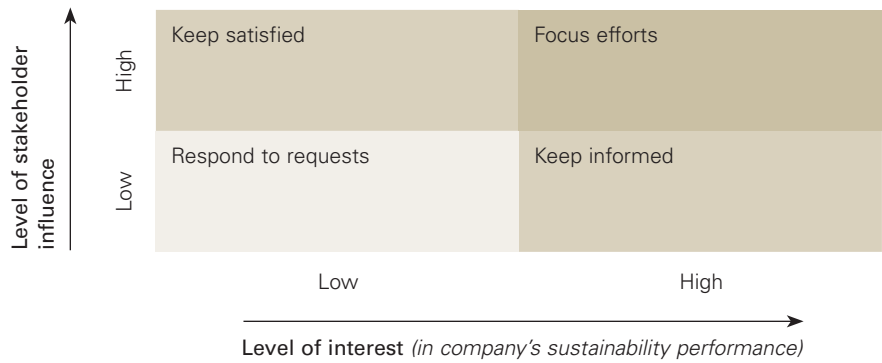 Level of stakeholder
influence
High
Low
Keep satisfied
Focus efforts
Respond to requests
Keep informed
Low
High
Level of interest (in company’s sustainability performance)